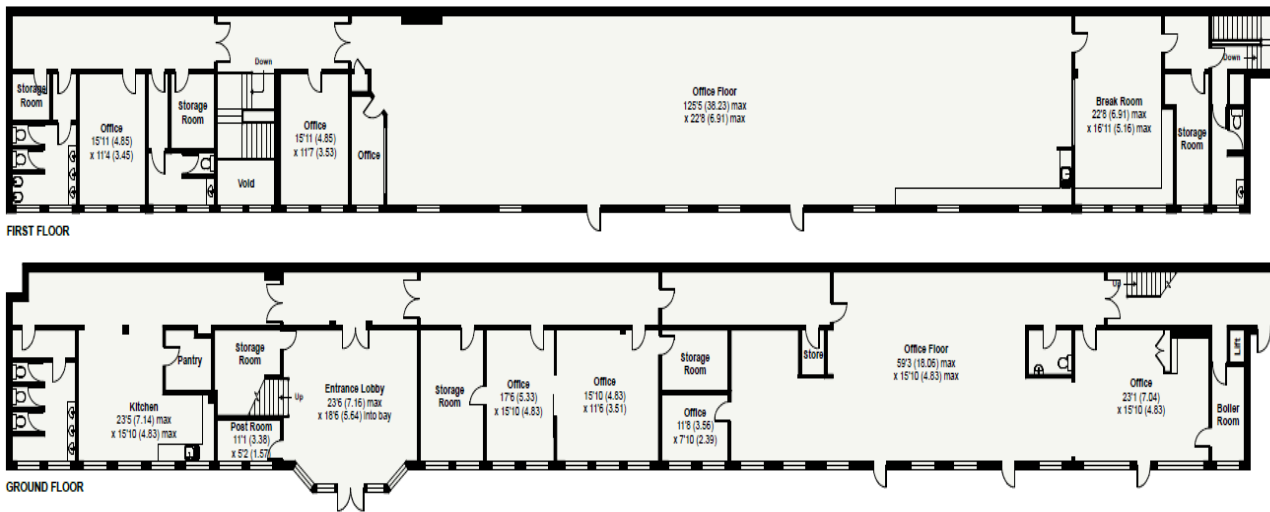 Down
Storage
Room
Office
15'11 (4.85)
x 11'4 (3.45)
Storage
Room
Void
Office
15'11 (4.85)
x 11'7 (3.53)
Office
Office Floor
125'5 (38.23) max
x 22'8 (6.91) max
Break Room
22'8 (6.91) max
x 16'11 (5.16) max
Storage
Room
Down
FIRST FLOOR
Kitchen
23'5 (7.14) max
x 15'10 (4.83) max
Pantry
Storage
Room
Up
Post Room
11'1 (3.38)
x 5'2 (1.57)
Entrance Lobby
23'6 (7.16) max
x 18'6 (5.64) into bay
Storage
Room
Office
17'6 (5.33)
x 15'10 (4.83)
Office
15'10 (4.83)
x 11'6 (3.51)
Storage
Room
Office
11'8 (3.56)
x 7'10 (2.39)
Store
Office Floor
59'3 (18.06) max
x 15'10 (4.83) max
Up
Office
23'1 (7.04)
x 15'10 (4.83)
Lift
Boiler
Room
GROUND FLOOR